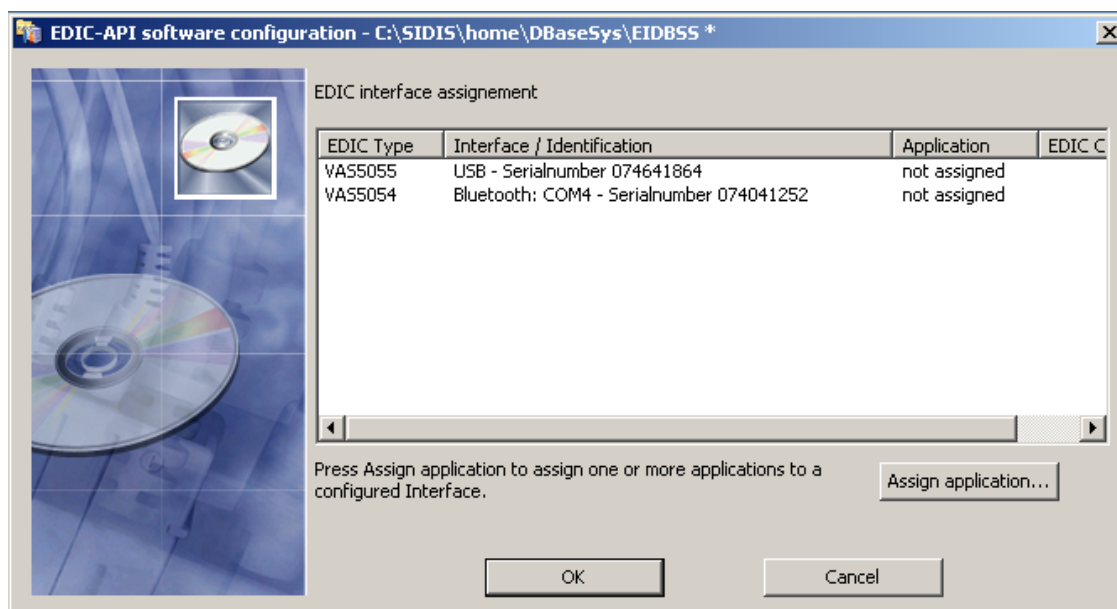 EDIC-API software configuration - C:\SIDIS\home\DBaseSys\EIDBSS *
EDIC interface assignement
EDIC Type Interface / Identification Application EDIC C
VAS5055 USB - Serialnumber 074641864 not assigned
VAS5054 Bluetooth: COM4 - Serialnumber 074041252 not assigned
Press Assign application to assign one or more applications to a
configured Interface.
Assign application...
OK Cancel